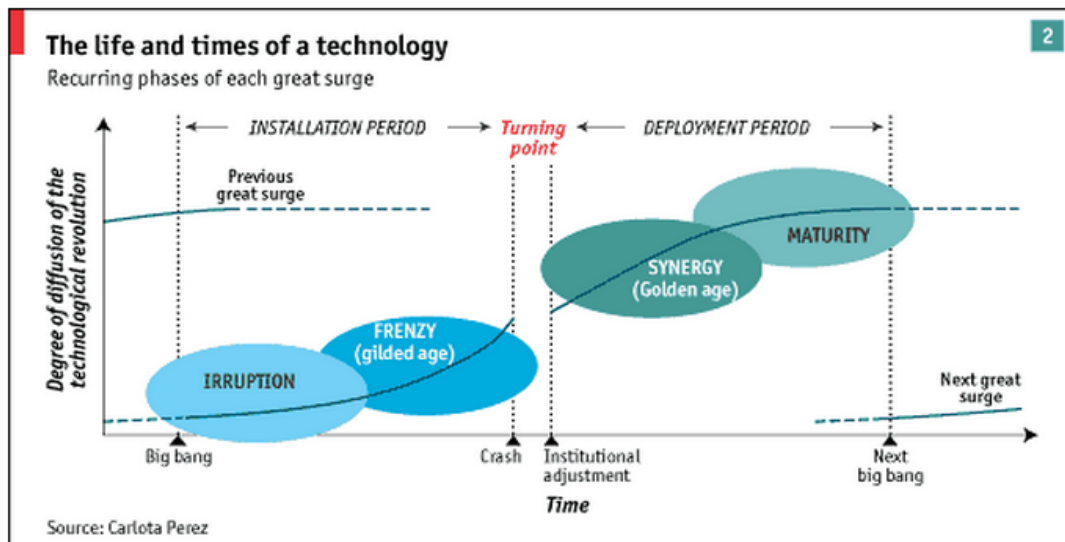 The life and times of a technology
2
Recurring phases of each great surge
INSTALLATION PERIOD
Turning
point
DEPLOYMENT PERIOD
Degree of diffusion of the
technological revolution
Previous
great surge
IRRUPTION
FRENZY
(gilded age)
SYNERGY
(Golden age)
MATURITY
Next great
surge
Big bang
Crash
Institutional
adjustment
Next
big bang
Time
Source: Carlota Perez